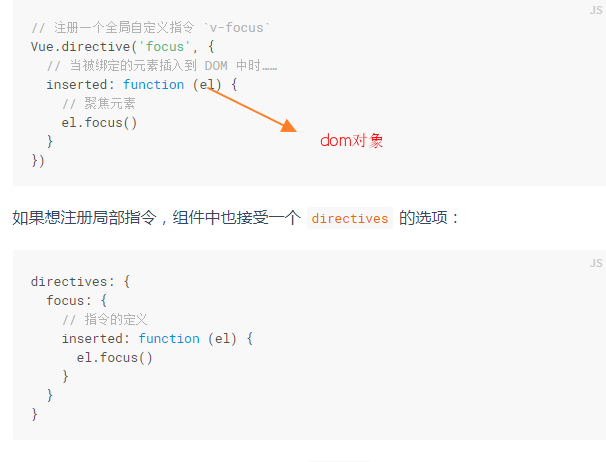 JS
// 注册一个全局自定义指令 `v-focus`
Vue.directive('focus', {
  // 当被绑定的元素插入到 DOM 中时……
  inserted: function (el) {
    // 聚焦元素
    el.focus()
  }
})
dom对象
如果想注册局部指令，组件中也接受一个 directives 的选项：
JS
directives: {
  focus: {
    // 指令的定义
    inserted: function (el) {
      el.focus()
    }
  }
}